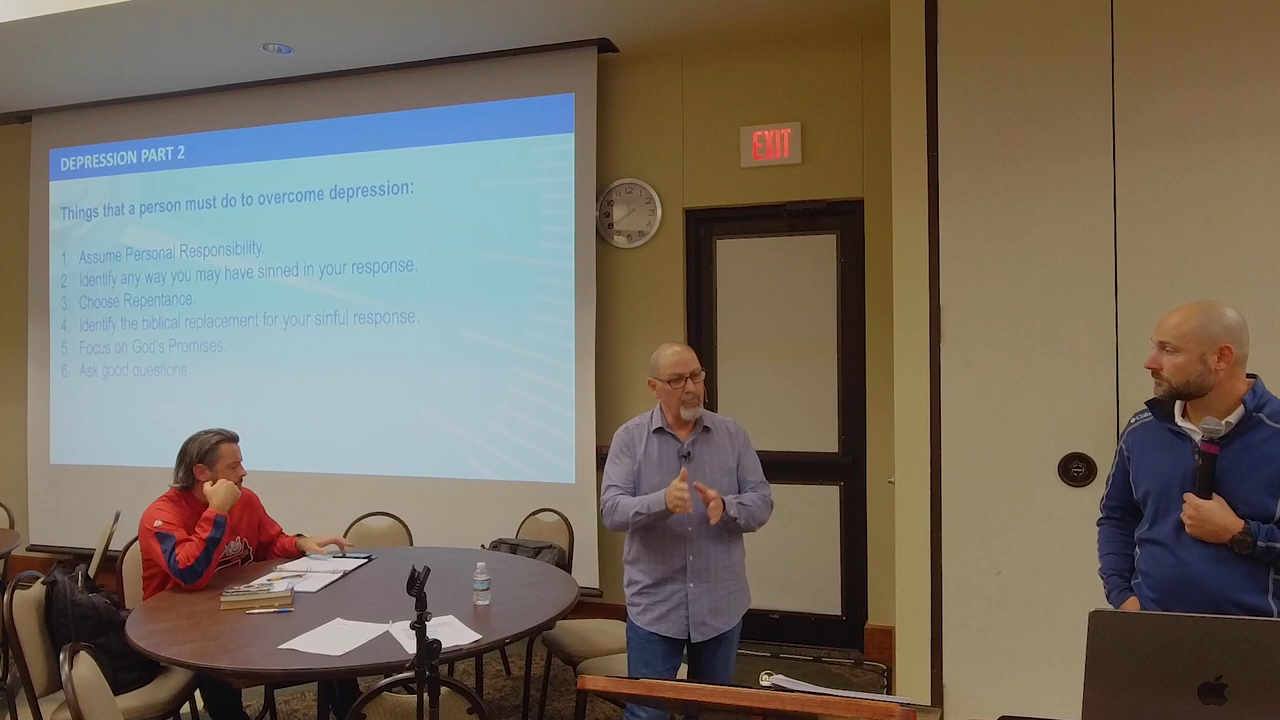 DEPRESSION PART 2
Things that a person must do to overcome depression:
1. Assume Personal Responsibility.
2. Identify any way you may have sinned in your response.
3. Choose Repentance.
4. Identify the biblical replacement for your sinful response.
5. Focus on God's Promises.
6. Ask good questions.
EXIT